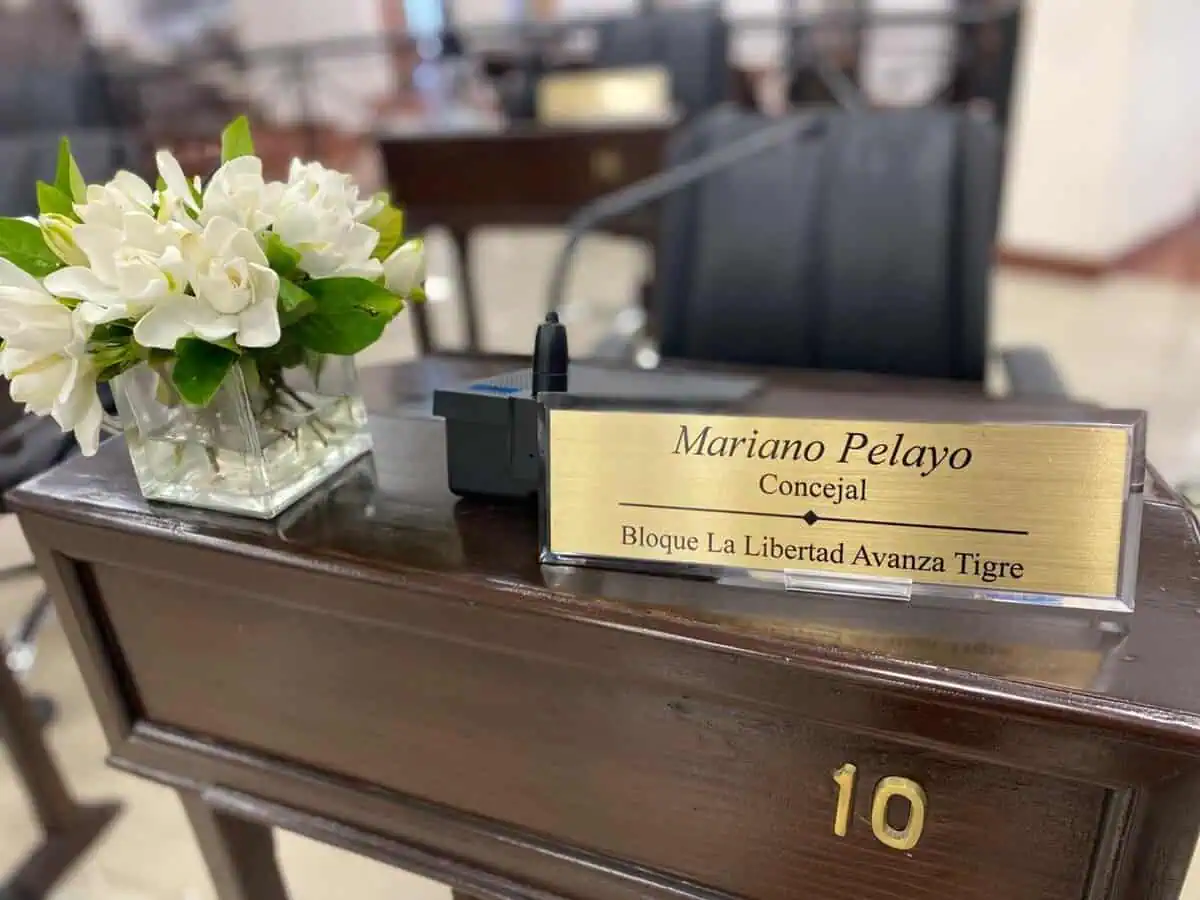 Mariano Pelayo
Concejal
Bloque La Libertad Avanza Tigre
10